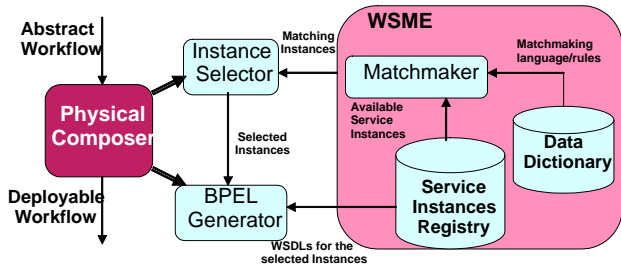 Abstract
Workflow
Physical
Composer
Deployable
Workflow
Instance
Selector
Selected
Instances
BPEL
Generator
Matching
Instances
WSME
Matchmaker
Matchmaking
language/rules
Available
Service
Instances
Data
Dictionary
Service
Instances
Registry
WSDLs for the
selected Instances